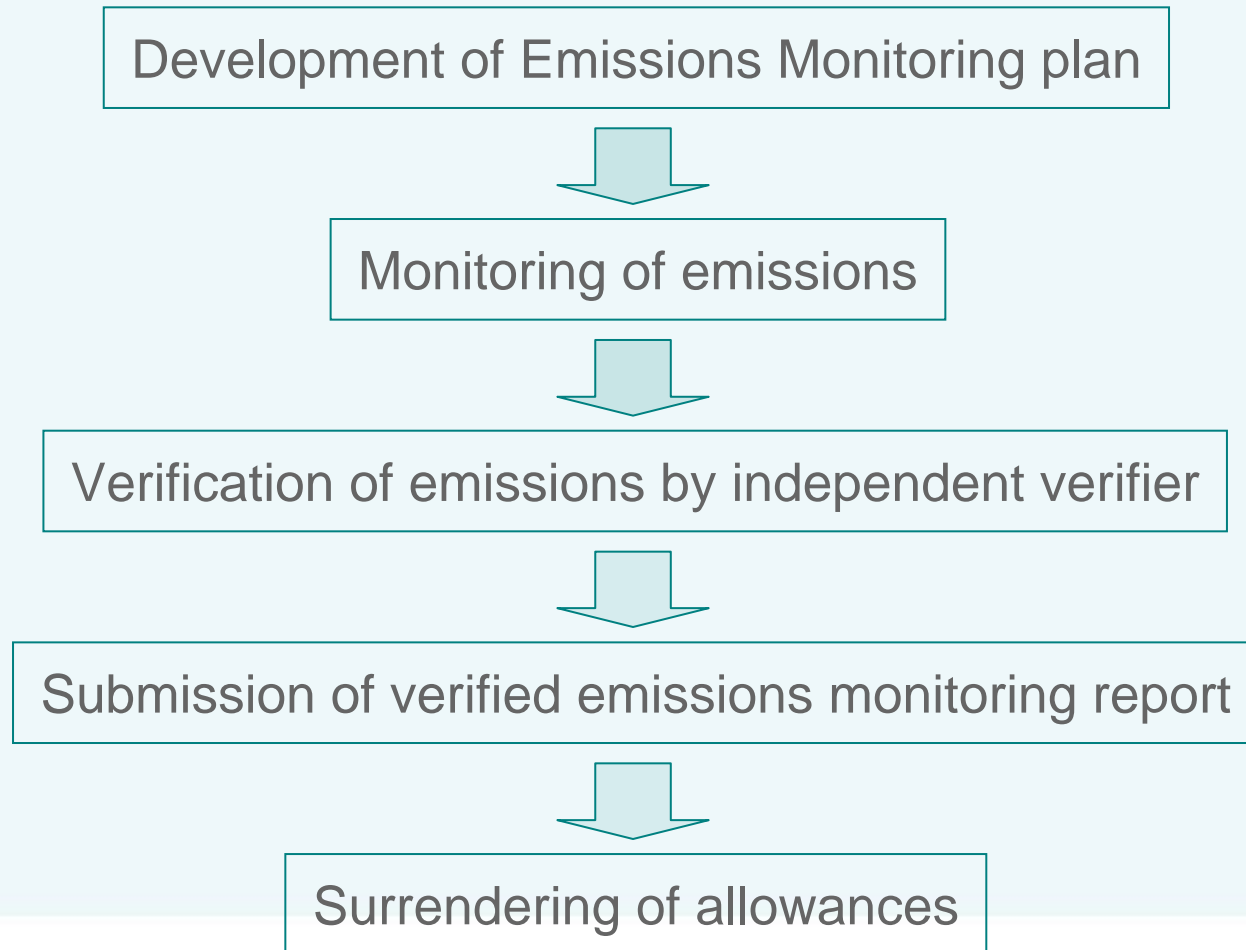 Development of Emissions Monitoring plan
Monitoring of emissions
Verification of emissions by independent verifier
Submission of verified emissions monitoring report
Surrendering of allowances